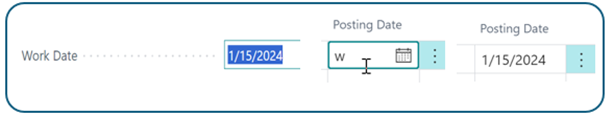 Posting Date
Posting Date
Work Date 1/15/2024 w 1/15/2024